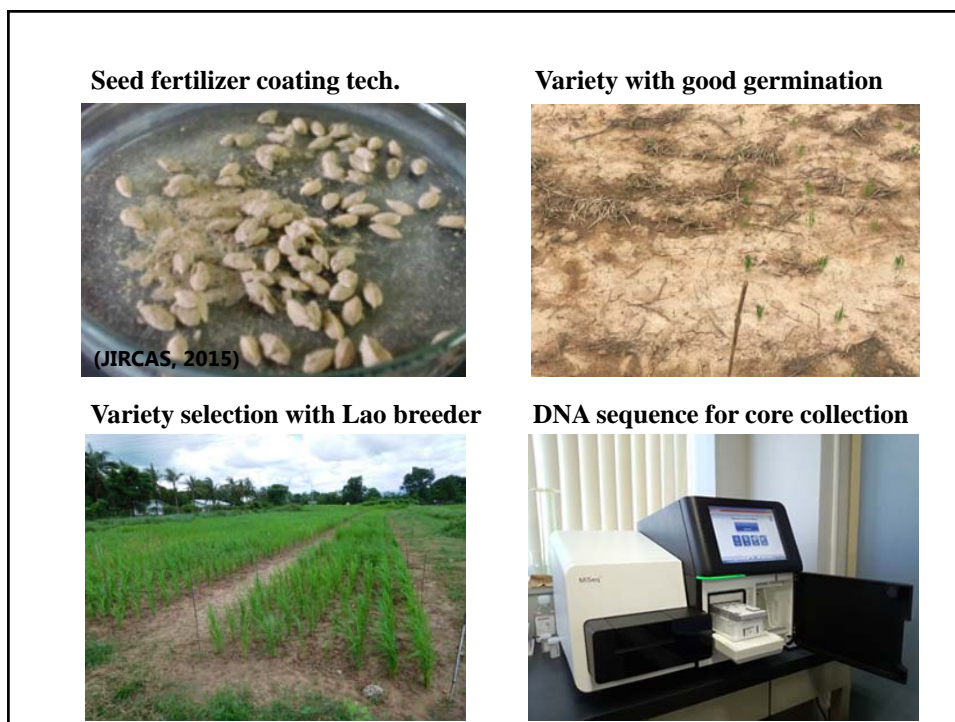 Seed fertilizer coating tech.
Variety with good germination
(JIRCAS, 2015)
Variety selection with Lao breeder
DNA sequence for core collection
MiSeq